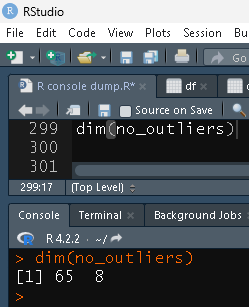 RStudio
File Edit Code View Plots Session
Go
R console dump.R* df
Source on Save
299 dim(no_outliers)
300
301
299:17 (Top Level)
Console Terminal Background Jobs
R 4.2.2 · ~/
> dim(no_outliers)
[1] 65 8
>